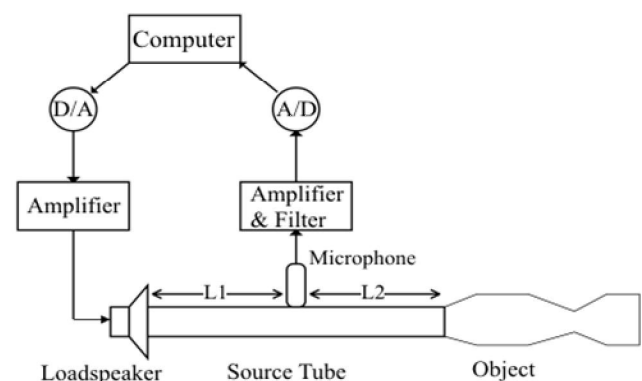 Computer
D/A
A/D
Amplifier
Amplifier
& Filter
Microphone
L1
L2
Loadspeaker
Source Tube
Object